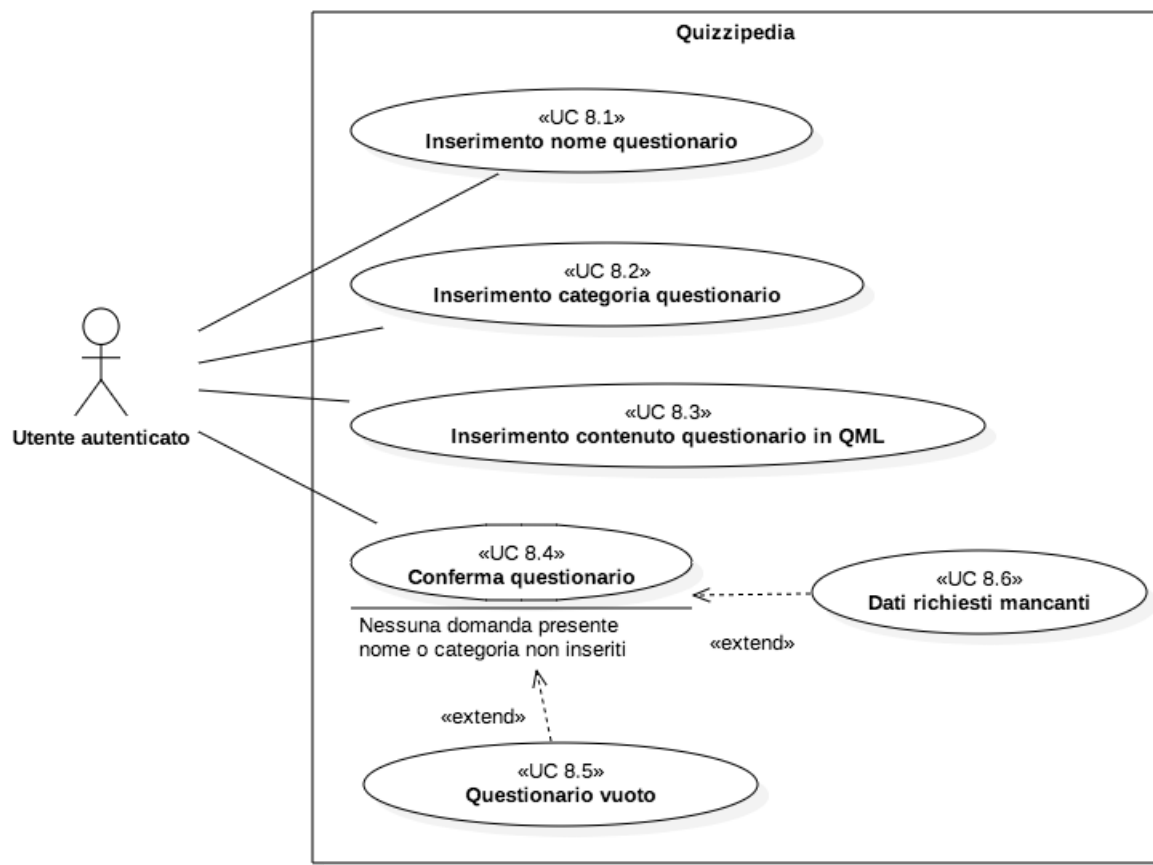 Quizzipedia
«UC 8.1»
Inserimento nome questionario
«UC 8.2»
Inserimento categoria questionario
Utente autenticato
«UC 8.3»
Inserimento contenuto questionario in QML
«UC 8.4»
Conferma questionario
Nessuna domanda presente
nome o categoria non inseriti
«UC 8.6»
Dati richiesti mancanti
«extend»
«extend»
«UC 8.5»
Questionario vuoto